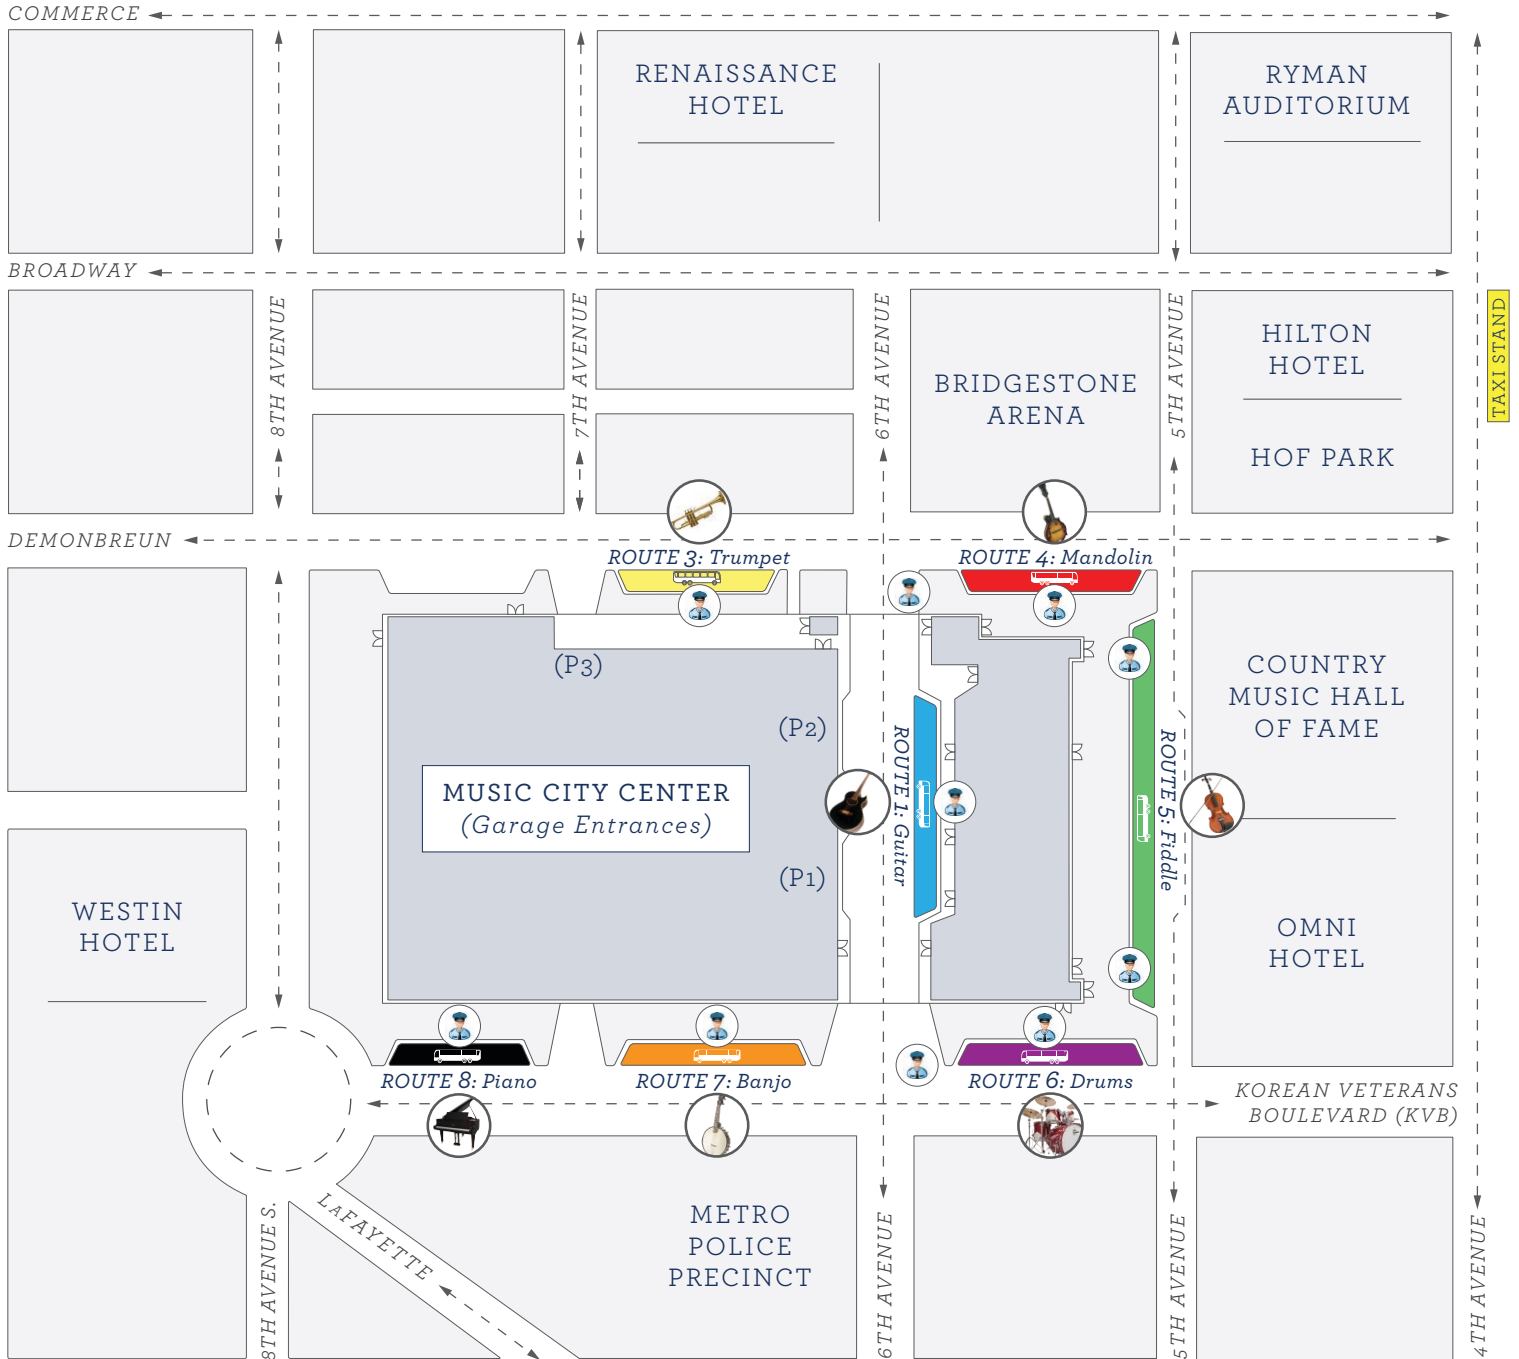 COMMERCE
RENAISSANCE
HOTEL
RYMAN
AUDITORIUM
BROADWAY
8TH AVENUE
7TH AVENUE
6TH AVENUE
5TH AVENUE
TAXI STAND
BRIDGESTONE
ARENA
HILTON
HOTEL
HOF PARK
DEMONBREUN
ROUTE 3: Trumpet
ROUTE 4: Mandolin
(P3)
(P2)
(P1)
MUSIC CITY CENTER
(Garage Entrances)
ROUTE 1: Guitar
ROUTE 5: Fiddle
COUNTRY
MUSIC HALL
OF FAME
OMNI
HOTEL
WESTIN
HOTEL
ROUTE 8: Piano
ROUTE 7: Banjo
ROUTE 6: Drums
KOREAN VETERANS
BOULEVARD (KVB)
METRO
POLICE
PRECINCT
LAFAYETTE
8TH AVENUE S.
6TH AVENUE
5TH AVENUE
4TH AVENUE